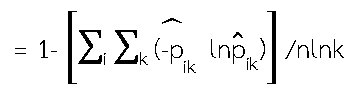 = 1- [∑i ∑k (-p̂ik lnp̂ik)] /nlnk